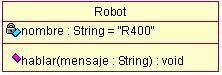 Robot
nombre : String = "R400"
hablar(mensaje : String) : void